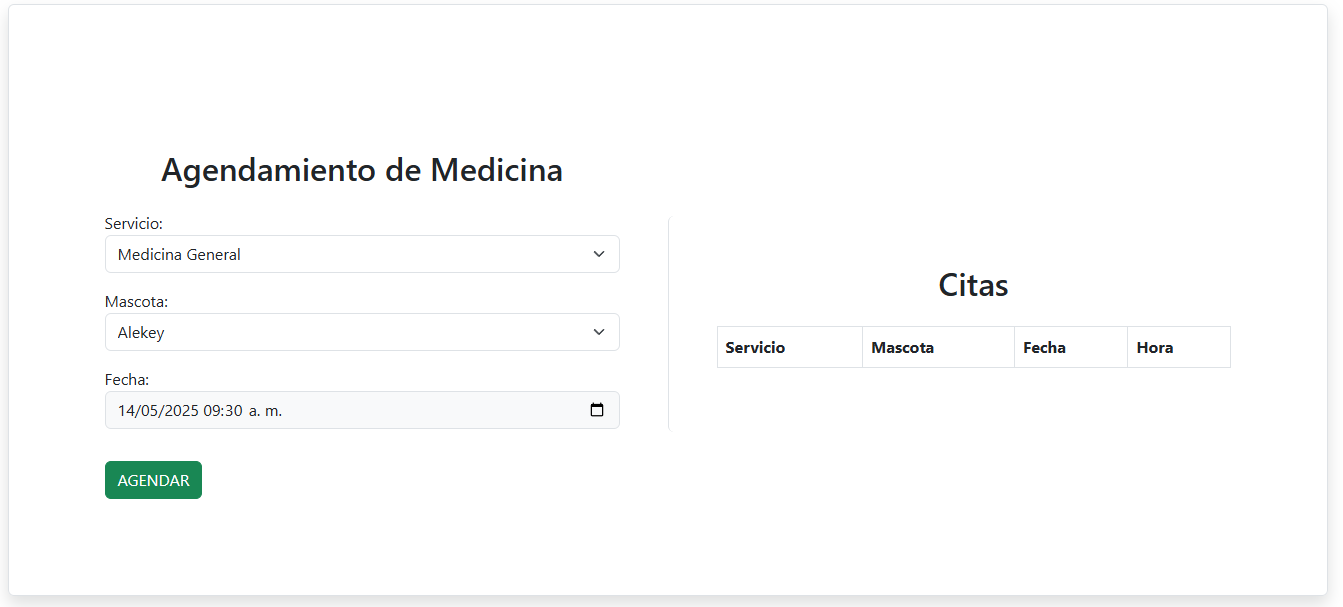 Agendamiento de Medicina
Servicio:
Medicina General
Mascota:
Alekey
Fecha:
14/05/2025 09:30 a. m.
AGENDAR
Citas
Servicio Mascota Fecha Hora